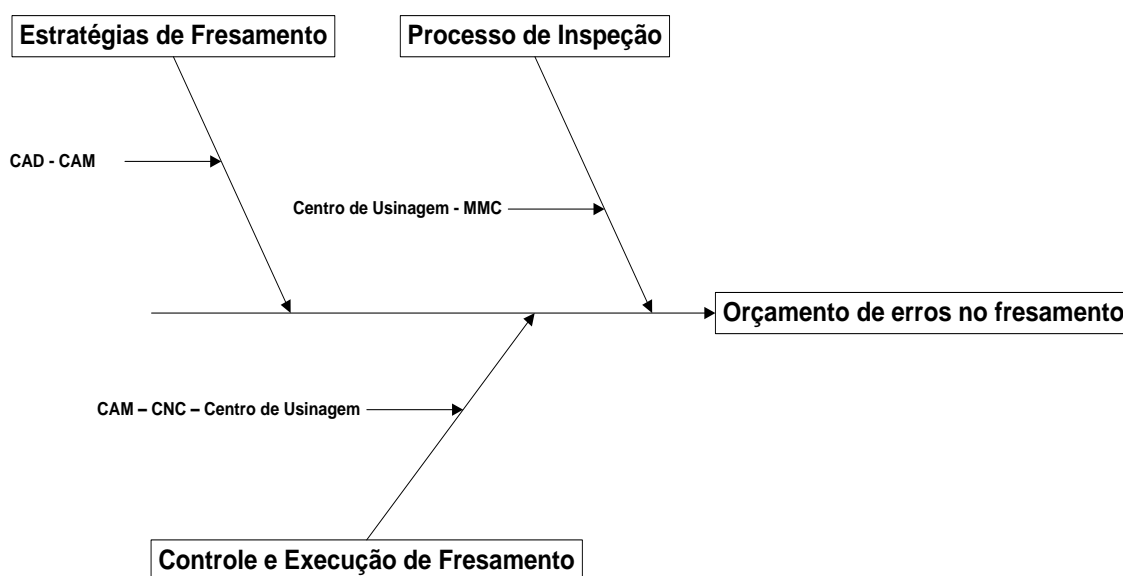 Estratégias de Fresamento
Processo de Inspeção
CAD - CAM
Centro de Usinagem - MMC
Orçamento de erros no fresamento
CAM – CNC – Centro de Usinagem
Controle e Execução de Fresamento